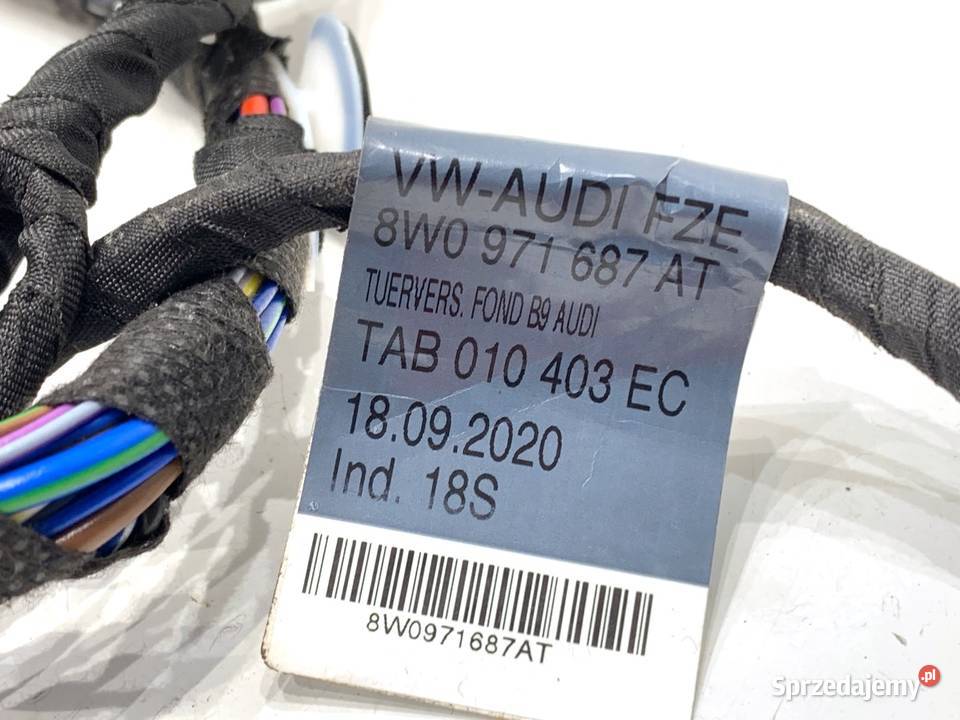 VW-AUDI FZE
8W0 971 687 AT
TUERVERS. FOND B9 AUDI
TAB 010 403 EC
18.09.2020
Ind. 18S
8W0971687AT
Sprzedajemy.pl